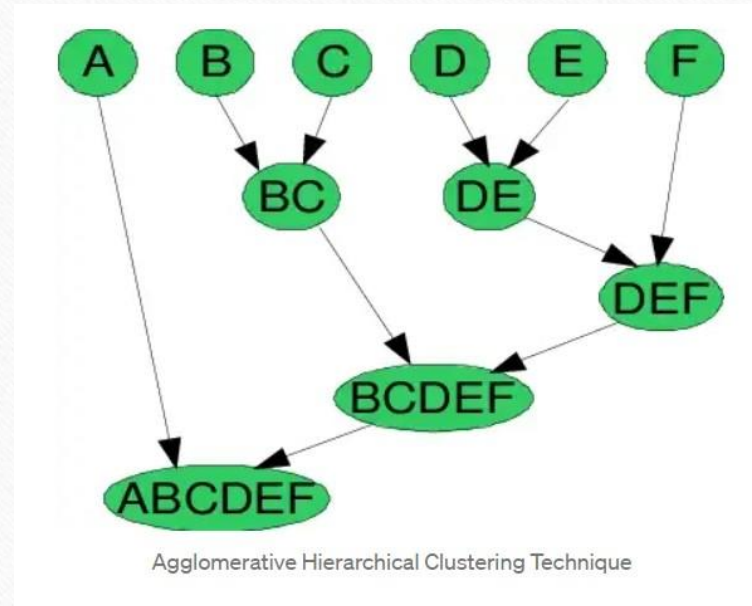 A B C D E F
BC DE
DEF
BCDEF
ABCDEF
Agglomerative Hierarchical Clustering Technique